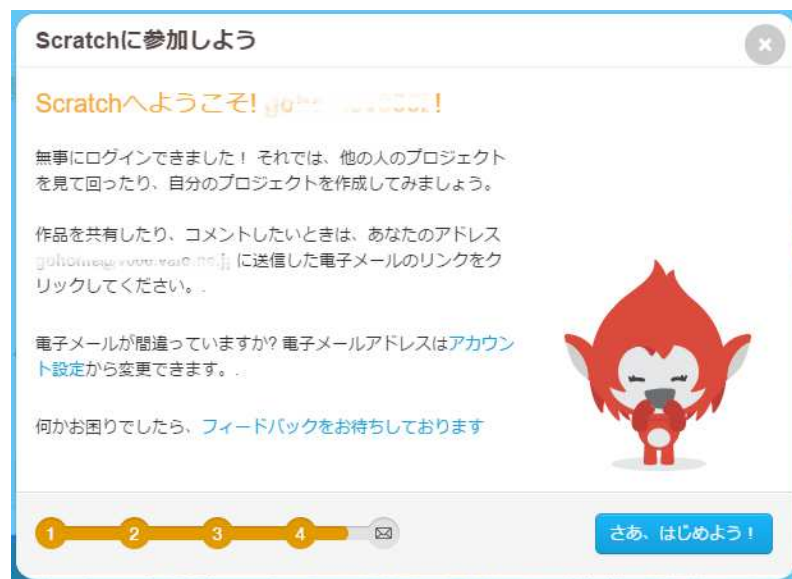 Scratchに参加しよう
Scratchへようこそ! !
無事にログインできました！ それでは、他の人のプロジェクト
を見て回ったり、自分のプロジェクトを作成してみましょう。
作品を共有したり、コメントしたいときは、あなたのアドレス
に送信した電子メールのリンクをク
リックしてください。.
電子メールが間違っていますか? 電子メールアドレスはアカウン
ト設定から変更できます。.
何かお困りでしたら、フィードバックをお待ちしております
1 2 3 4
さあ、はじめよう！